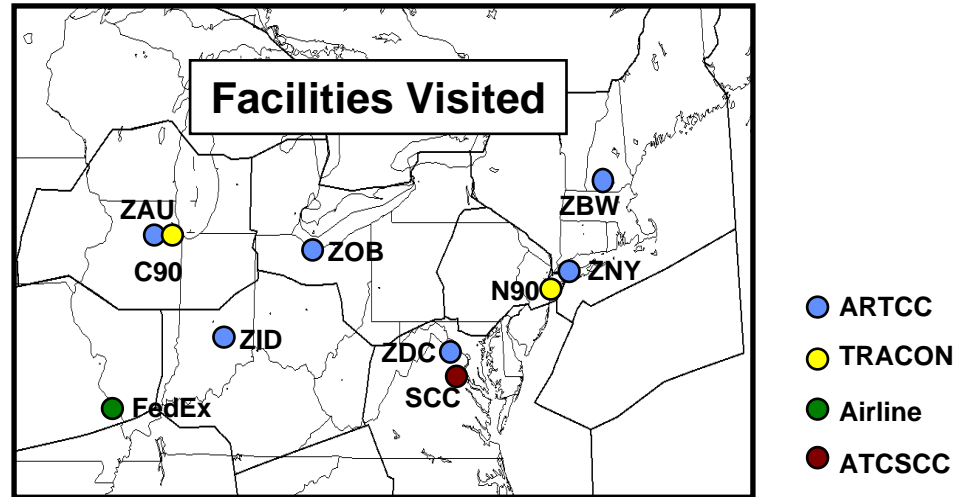 Facilities Visited
ZAU
C90
ZOB
ZBW
ZNY
N90
ZID
ZDC
SCC
FedEx
ARTCC
TRACON
Airline
ATCSCC